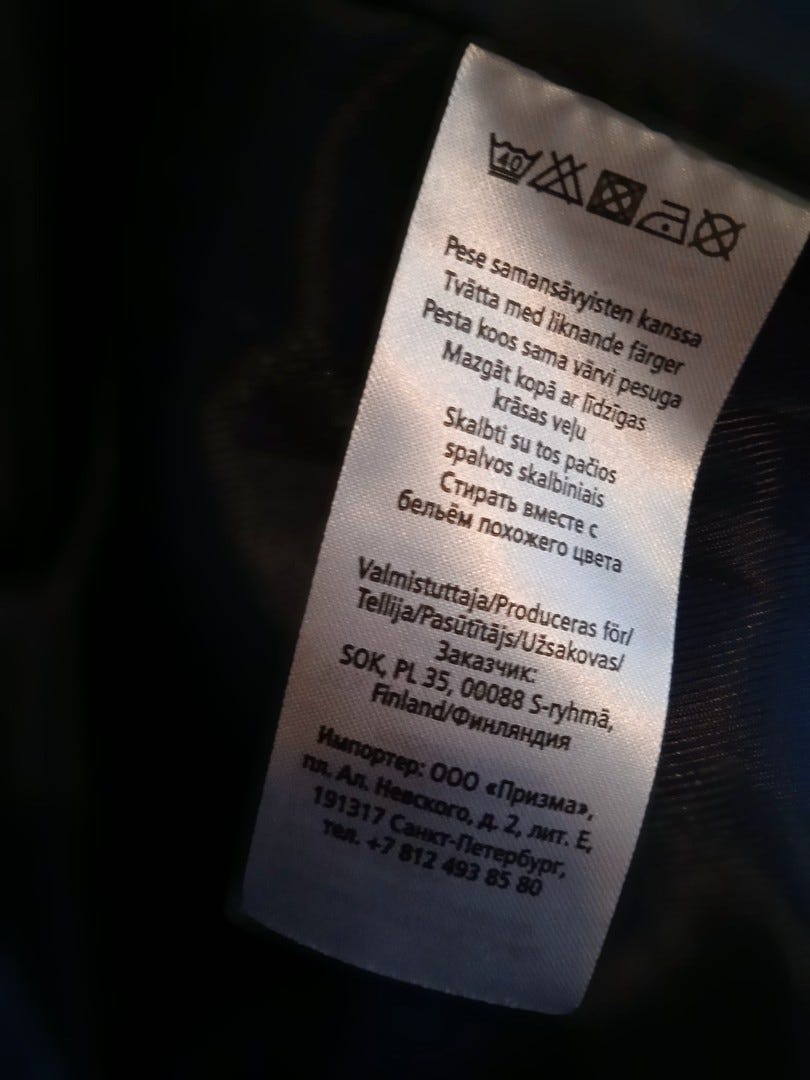 40
Pese samansävyisten kanssa
Tvätta med liknande färger
Pesta koos sama värvi pesuga
Mazgāt kopā ar līdzīgas
krāsas veļu
Skalbti su tos pačios
spalvos skalbiniais
Стирать вместе с
бельём похожего цвета
Valmistuttaja/Produceras för/
Tellija/Pasūtītājs/Užsakovas/
Заказчик:
SOK, PL 35, 00088 S-ryhmä,
Finland/Финляндия
Импортер: ООО «Призма»,
пл. Ал. Невского, д. 2, лит. Е,
191317 Санкт-Петербург,
тел. +7 812 493 85 80